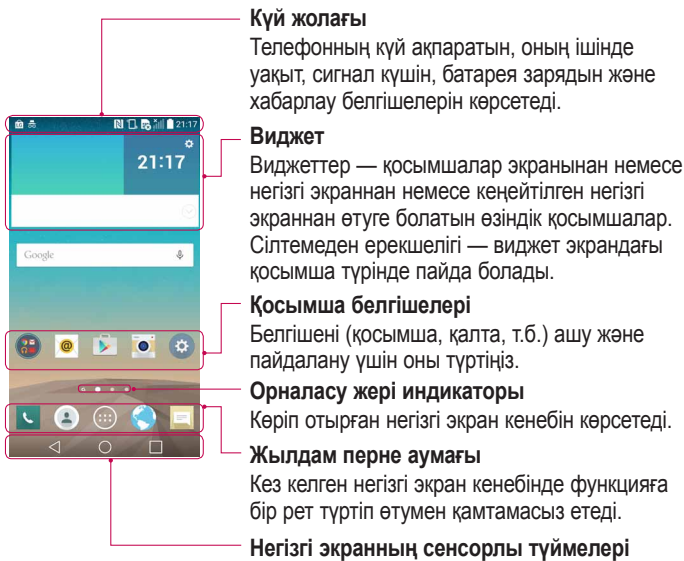 Күй жолағы
Телефонның күй ақпаратын, оның ішінде
уақыт, сигнал күшін, батарея зарядын және
хабарлау белгішелерін көрсетеді.
21:17
Виджет
21:17
Виджеттер — қосымшалар экранынан немесе
негізгі экраннан немесе кеңейтілген негізгі
экраннан өтуге болатын өзіндік қосымшалар.
Сілтемеден ерекшелігі — виджет экрандағы
қосымша түрінде пайда болады.
Google
Қосымша белгішелері
Белгішені (қосымша, қалта, т.б.) ашу және
пайдалану үшін оны түртіңіз.
Орналасу жері индикаторы
Көріп отырған негізгі экран кенебін көрсетеді.
Жылдам перне аумағы
Кез келген негізгі экран кенебінде функцияға
бір рет түртіп өтумен қамтамасыз етеді.
Негізгі экранның сенсорлы түймелері